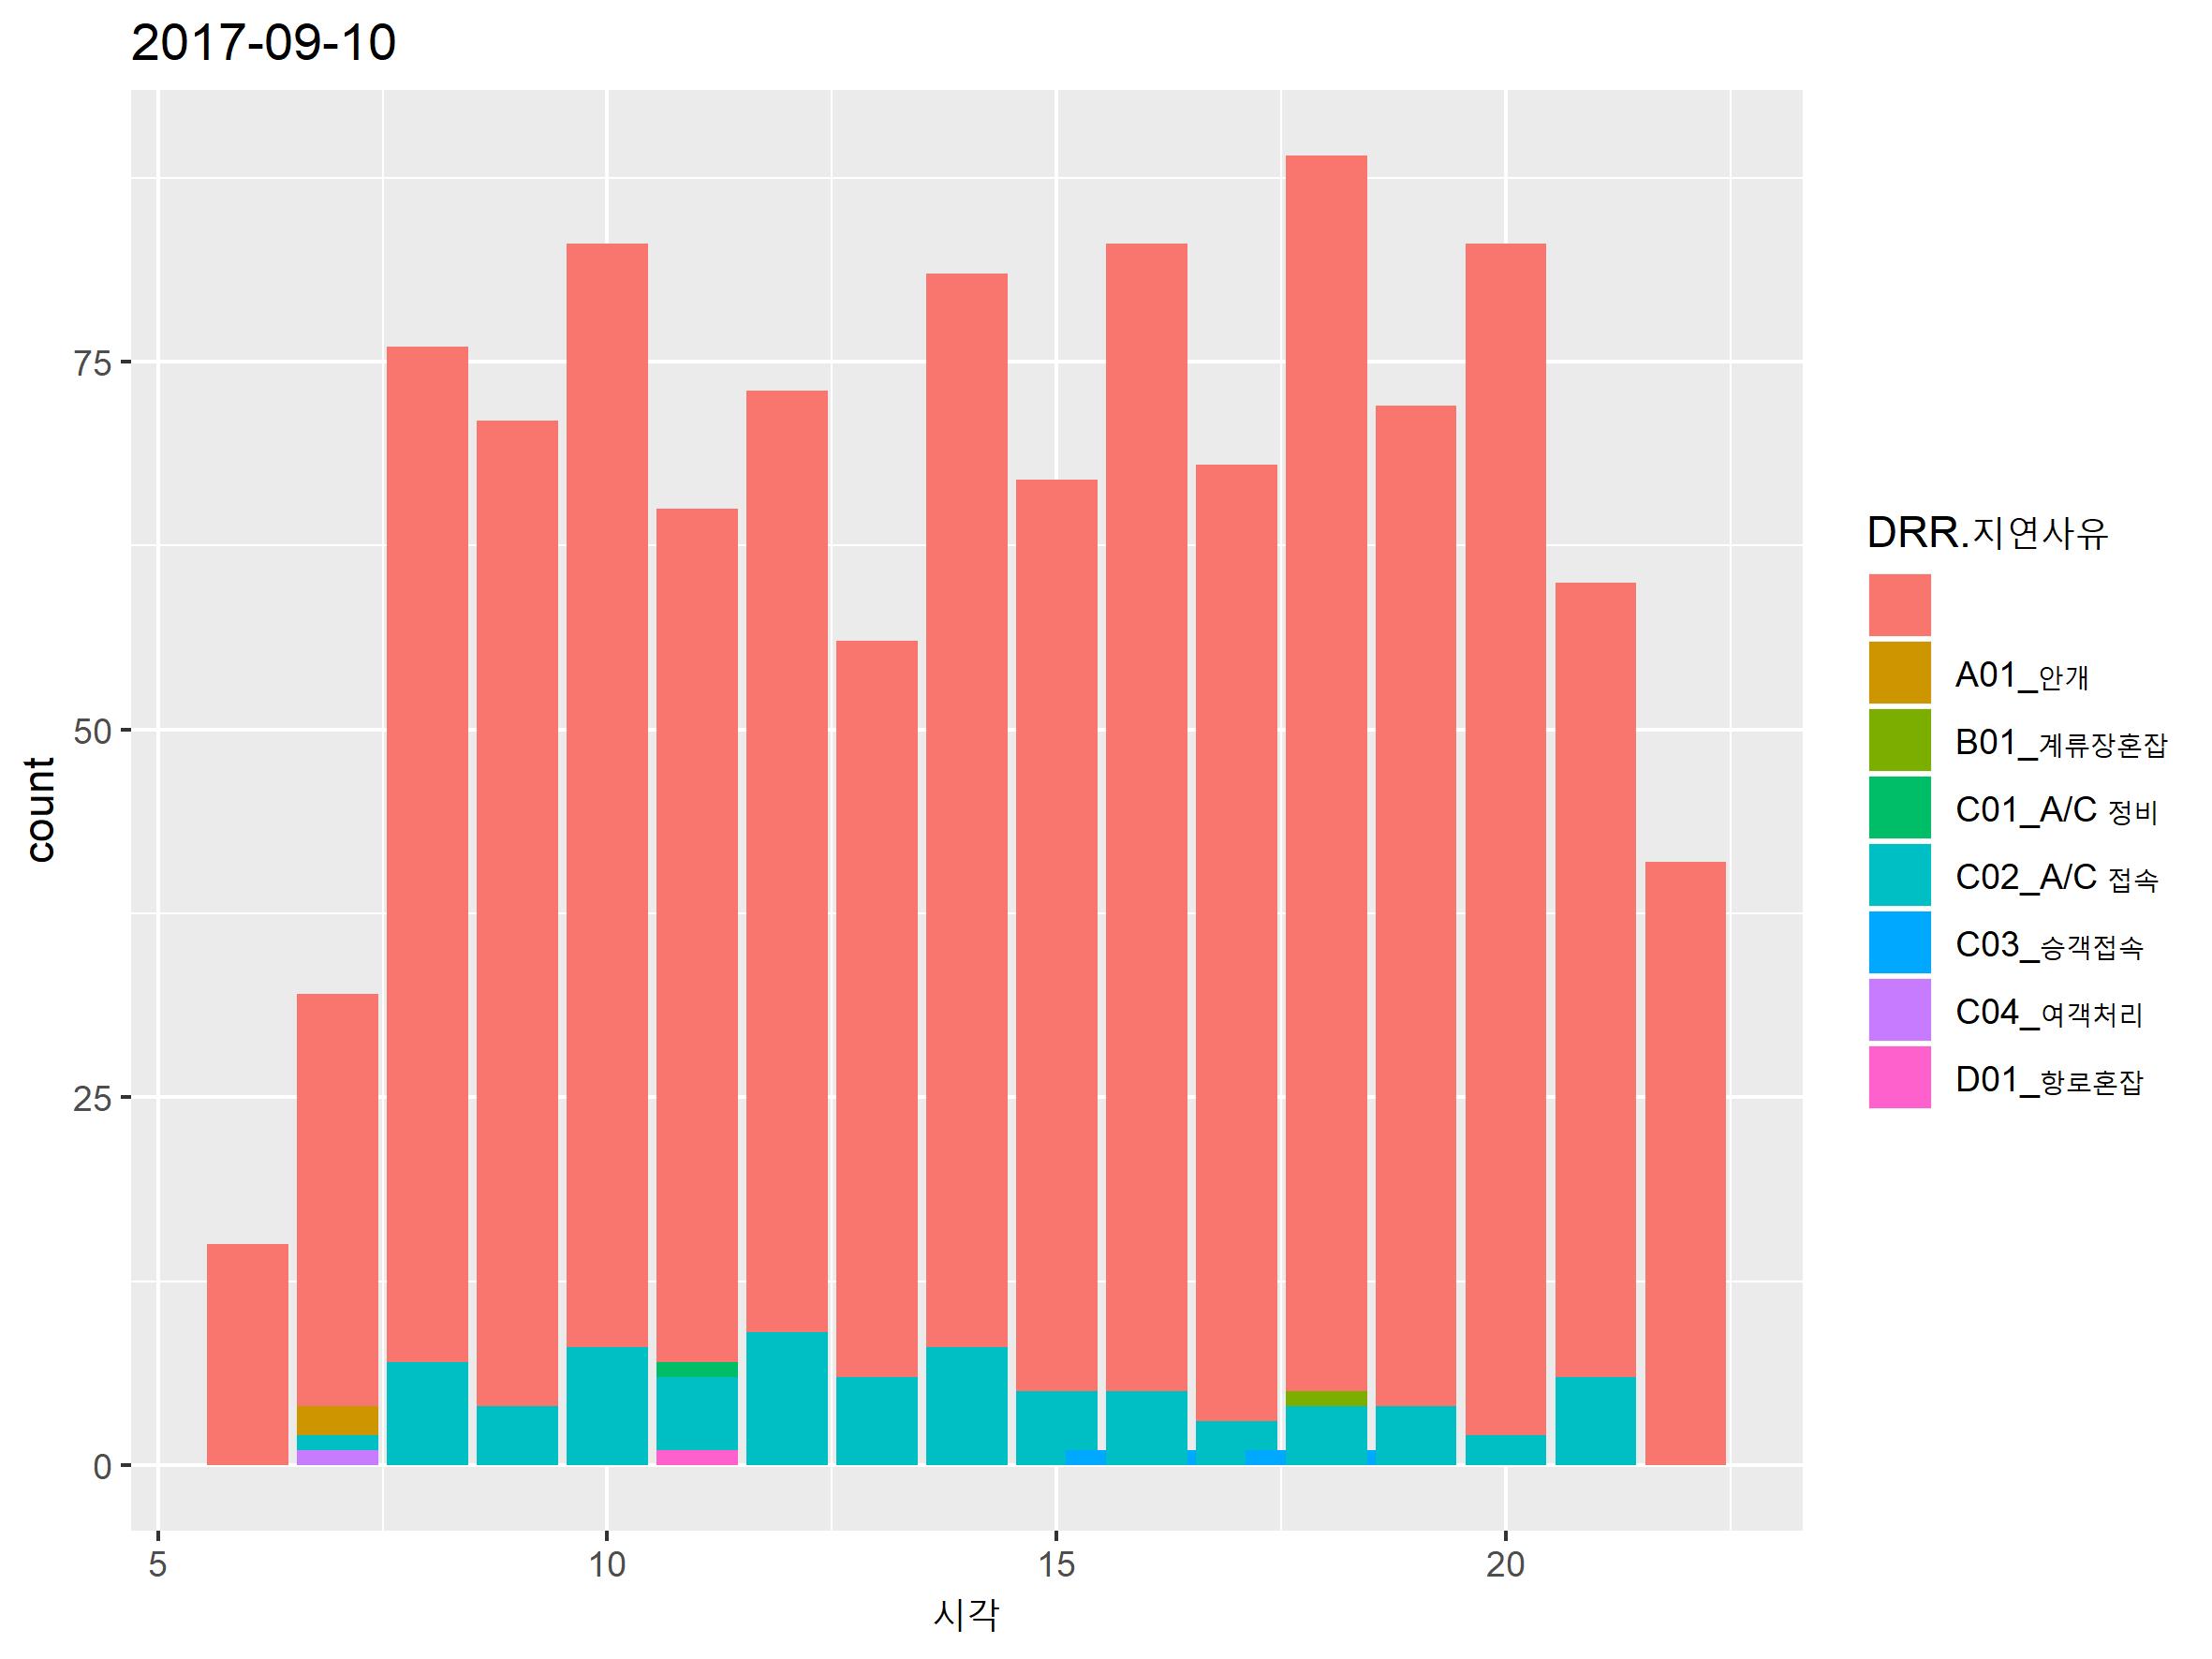 2017-09-10
count
75
50
25
0
5 10 15 20
시각
DRR.지연사유
A01_안개
B01_계류장혼잡
C01_A/C 정비
C02_A/C 접속
C03_승객접속
C04_여객처리
D01_항로혼잡